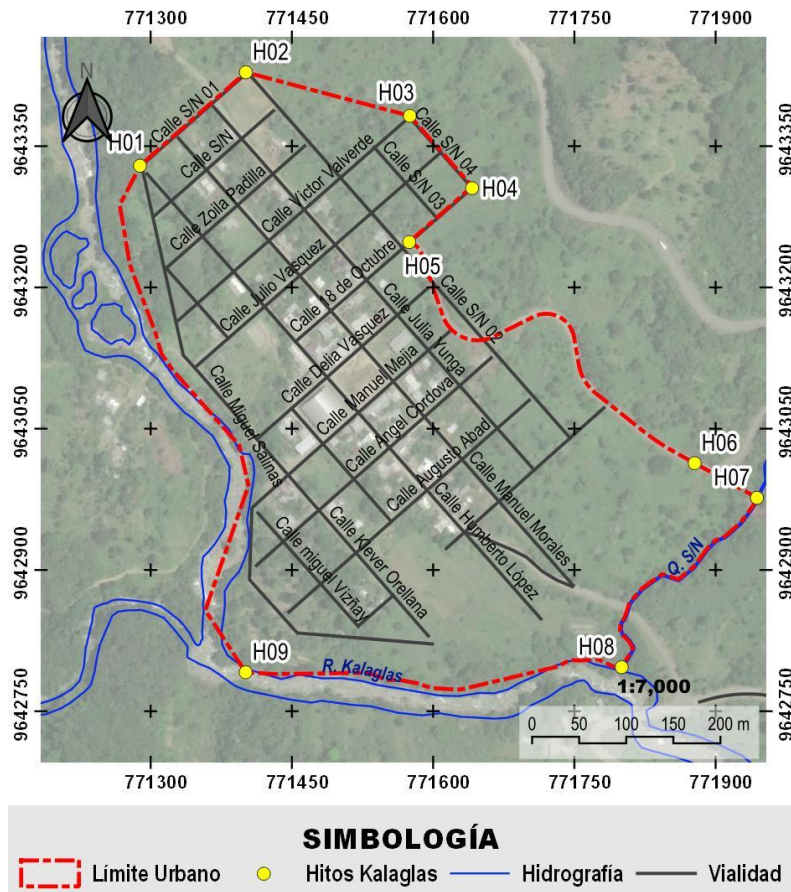 771300 771450 771600 771750 771900
H02
H03
N
Calle S/N 01
Calle S/N 04
9643350
9643350
H01
Calle S/N
Calle Victor Valverde
Calle S/N 03
H04
Calle Zoila Padilla
H05
9643200
9643200
Calle Julio Vasquez
Calle 18 de Octubre
Calle S/N 02
Calle Delia Vasquez
Calle Julia Yunga
Calle Manuel Mejia
9643050
9643050
Calle Miguel Salinas
Calle Angel Cordova
H06
H07
Calle Augusto Abad
Calle Manuel Morales
Calle Humberto López
Calle Klever Orellana
Calle miguel Vizñay
9642900
9642900
Q. S/N
H09
R. Kalaglas
H08
1:7,000
9642750
9642750
0 50 100 150 200 m
771300 771450 771600 771750 771900
SIMBOLOGÍA
Límite Urbano Hitos Kalaglas Hidrografía Vialidad